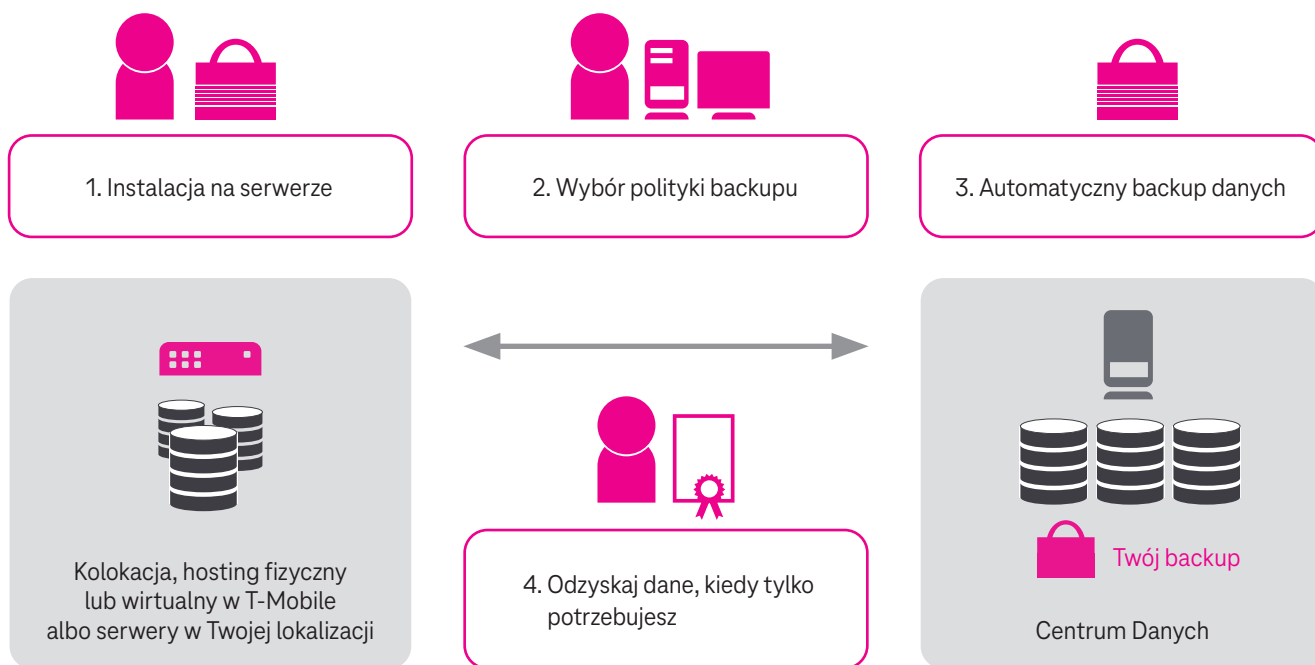 1. Instalacja na serwerze
2. Wybór polityki backupu
3. Automatyczny backup danych
Kolokacja, hosting fizyczny
lub wirtualny w T-Mobile
albo serwery w Twojej lokalizacji
4. Odzyskaj dane, kiedy tylko
potrzebujesz
Twój backup
Centrum Danych